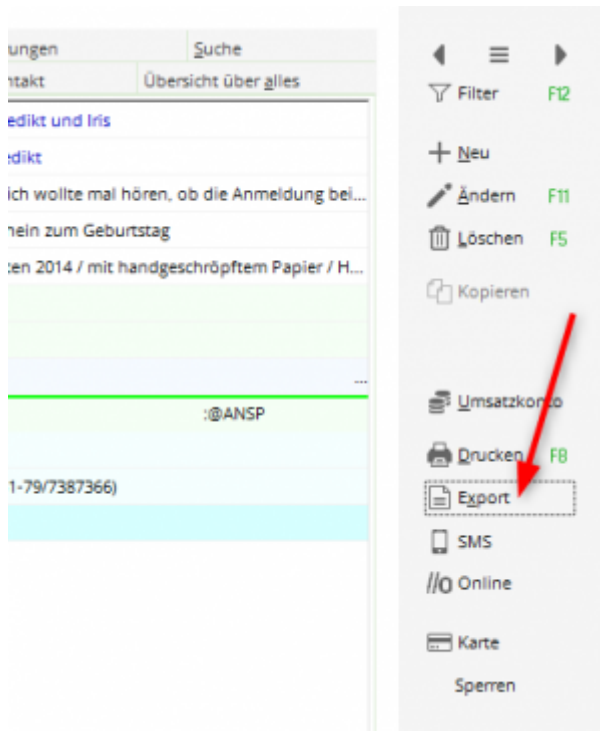 ungen Suche
ntakt Übersicht über alles
edikt und Iris
edikt
ich wollte mal hören, ob die Anmeldung bei...
nein zum Geburtstag
ten 2014 / mit handgeschröpftem Papier / H...
...
:@ANSP
1-79/7387366)
Filter F12
Neu
Ändern F11
Löschen F5
Kopieren
Umsatzkonto
Drucken F8
Export
SMS
Online
Karte
Sperren